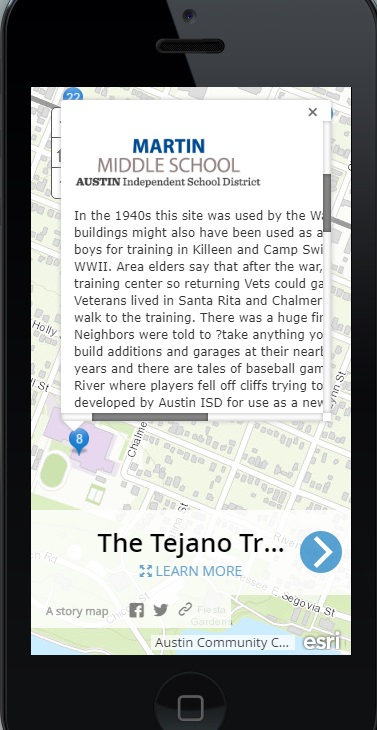 22
MARTIN
MIDDLE SCHOOL
AUSTIN Independent School District
In the 1940s this site was used by the Wa
buildings might also have been used as a
boys for training in Killeen and Camp Swi
WWII. Area elders say that after the war,
training center so returning Vets could ga
Veterans lived in Santa Rita and Chalmer
walk to the training. There was a huge fir
Neighbors were told to ?take anything yo
build additions and garages at their nearb
years and there are tales of baseball gam
River where players fell off cliffs trying to
developed by Austin ISD for use as a new
Holly
Chalme
nn St
8
The Tejano Tr...
LEARN MORE
A story map
Fiesta
Gardens
Segovia St
Austin Community C...
esri